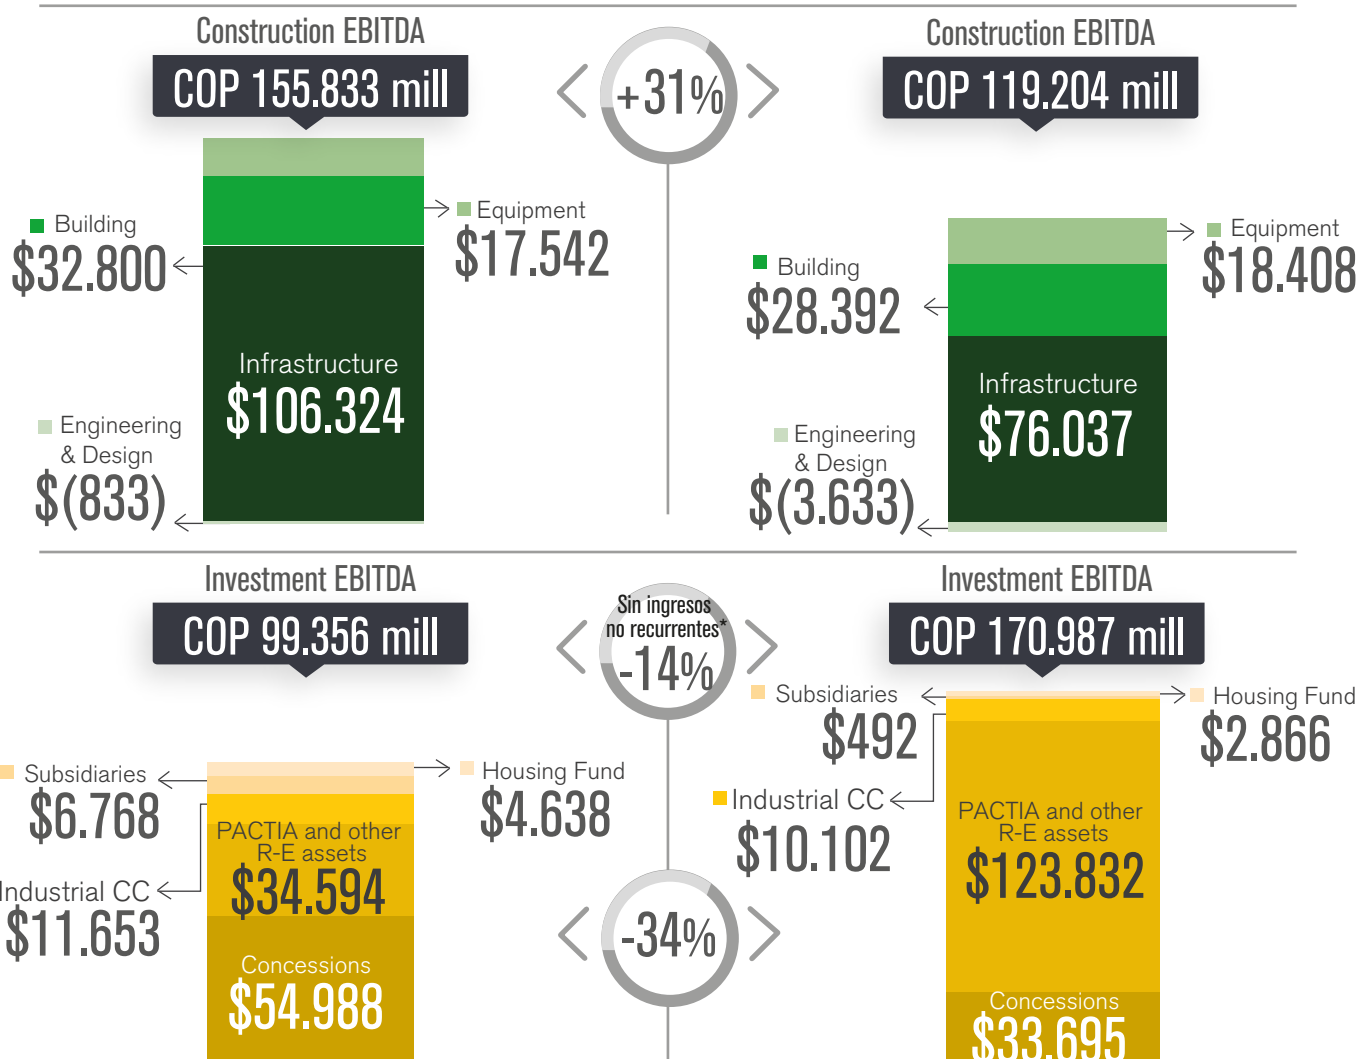 Construction EBITDA
COP 155.833 mill
+31%
Construction EBITDA
COP 119.204 mill
Building
$32.800
Equipment
$17.542
Infrastructure
$106.324
Engineering
& Design
$(833)
Equipment
$18.408
Building
$28.392
Infrastructure
$76.037
Engineering
& Design
$(3.633)
Investment EBITDA
COP 99.356 mill
Sin ingresos
no recurrentes*
-14%
Investment EBITDA
COP 170.987 mill
Subsidiaries
$6.768
Housing Fund
$4.638
PACTIA and other
R-E assets
$34.594
Industrial CC
$11.653
Concessions
$54.988
-34%
Subsidiaries
$492
Housing Fund
$2.866
Industrial CC
$10.102
PACTIA and other
R-E assets
$123.832
Concessions
$33.695